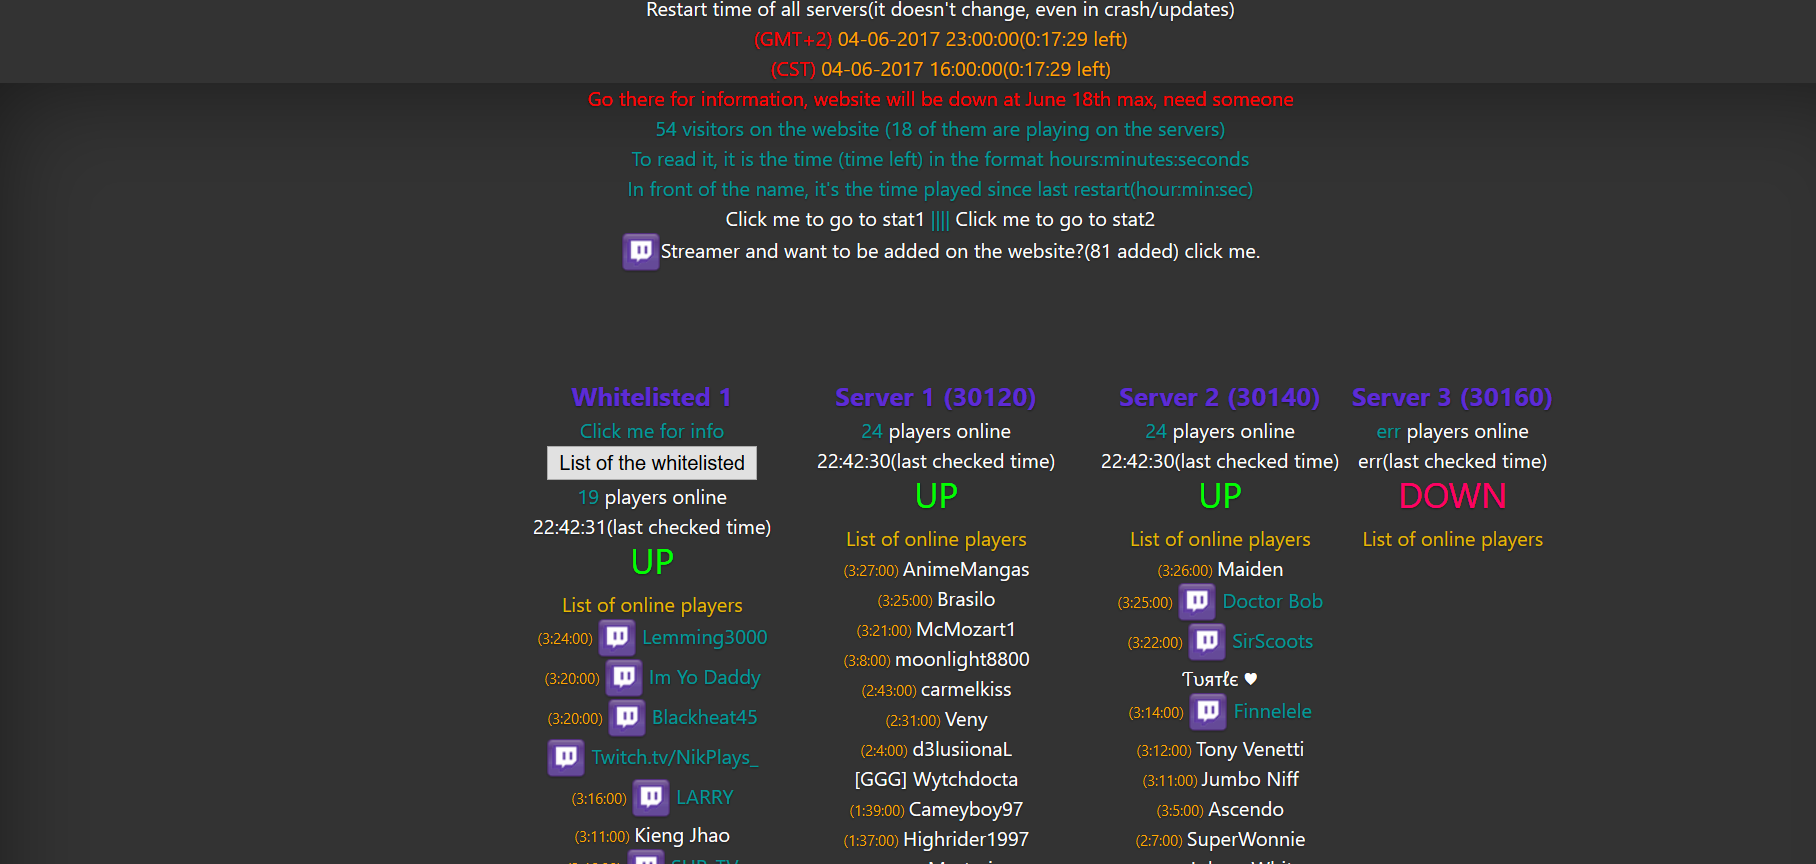 Restart time of all servers(it doesn't change, even in crash/updates)
(GMT+2) 04-06-2017 23:00:00(0:17:29 left)
(CST) 04-06-2017 16:00:00(0:17:29 left)
Go there for information, website will be down at June 18th max, need someone
54 visitors on the website (18 of them are playing on the servers)
To read it, it is the time (time left) in the format hours:minutes:seconds
In front of the name, it's the time played since last restart(hour:min:sec)
Click me to go to stat1 |||| Click me to go to stat2
Streamer and want to be added on the website?(81 added) click me.
Whitelisted 1
Click me for info
List of the whitelisted
19 players online
22:42:31(last checked time)
UP
List of online players
(3:24:00) Lemming3000
(3:20:00) Im Yo Daddy
(3:20:00) Blackheat45
Twitch.tv/NikPlays_
(3:16:00) LARRY
(3:11:00) Kieng Jhao
Server 1 (30120)
24 players online
22:42:30(last checked time)
UP
List of online players
(3:27:00) AnimeMangas
(3:25:00) Brasilo
(3:21:00) McMozart1
(3:8:00) moonlight8800
(2:43:00) carmelkiss
(2:31:00) Veny
(2:4:00) d3lusiionaL
[GGG] Wytchdocta
(1:39:00) Cameyboy97
(1:37:00) Highrider1997
Server 2 (30140)
24 players online
22:42:30(last checked time)
UP
List of online players
(3:26:00) Maiden
(3:25:00) Doctor Bob
(3:22:00) SirScoots
Ƭυятℓє ♥
(3:14:00) Finnelele
(3:12:00) Tony Venetti
(3:11:00) Jumbo Niff
(3:5:00) Ascendo
(2:7:00) SuperWonnie
Server 3 (30160)
err players online
err(last checked time)
DOWN
List of online players